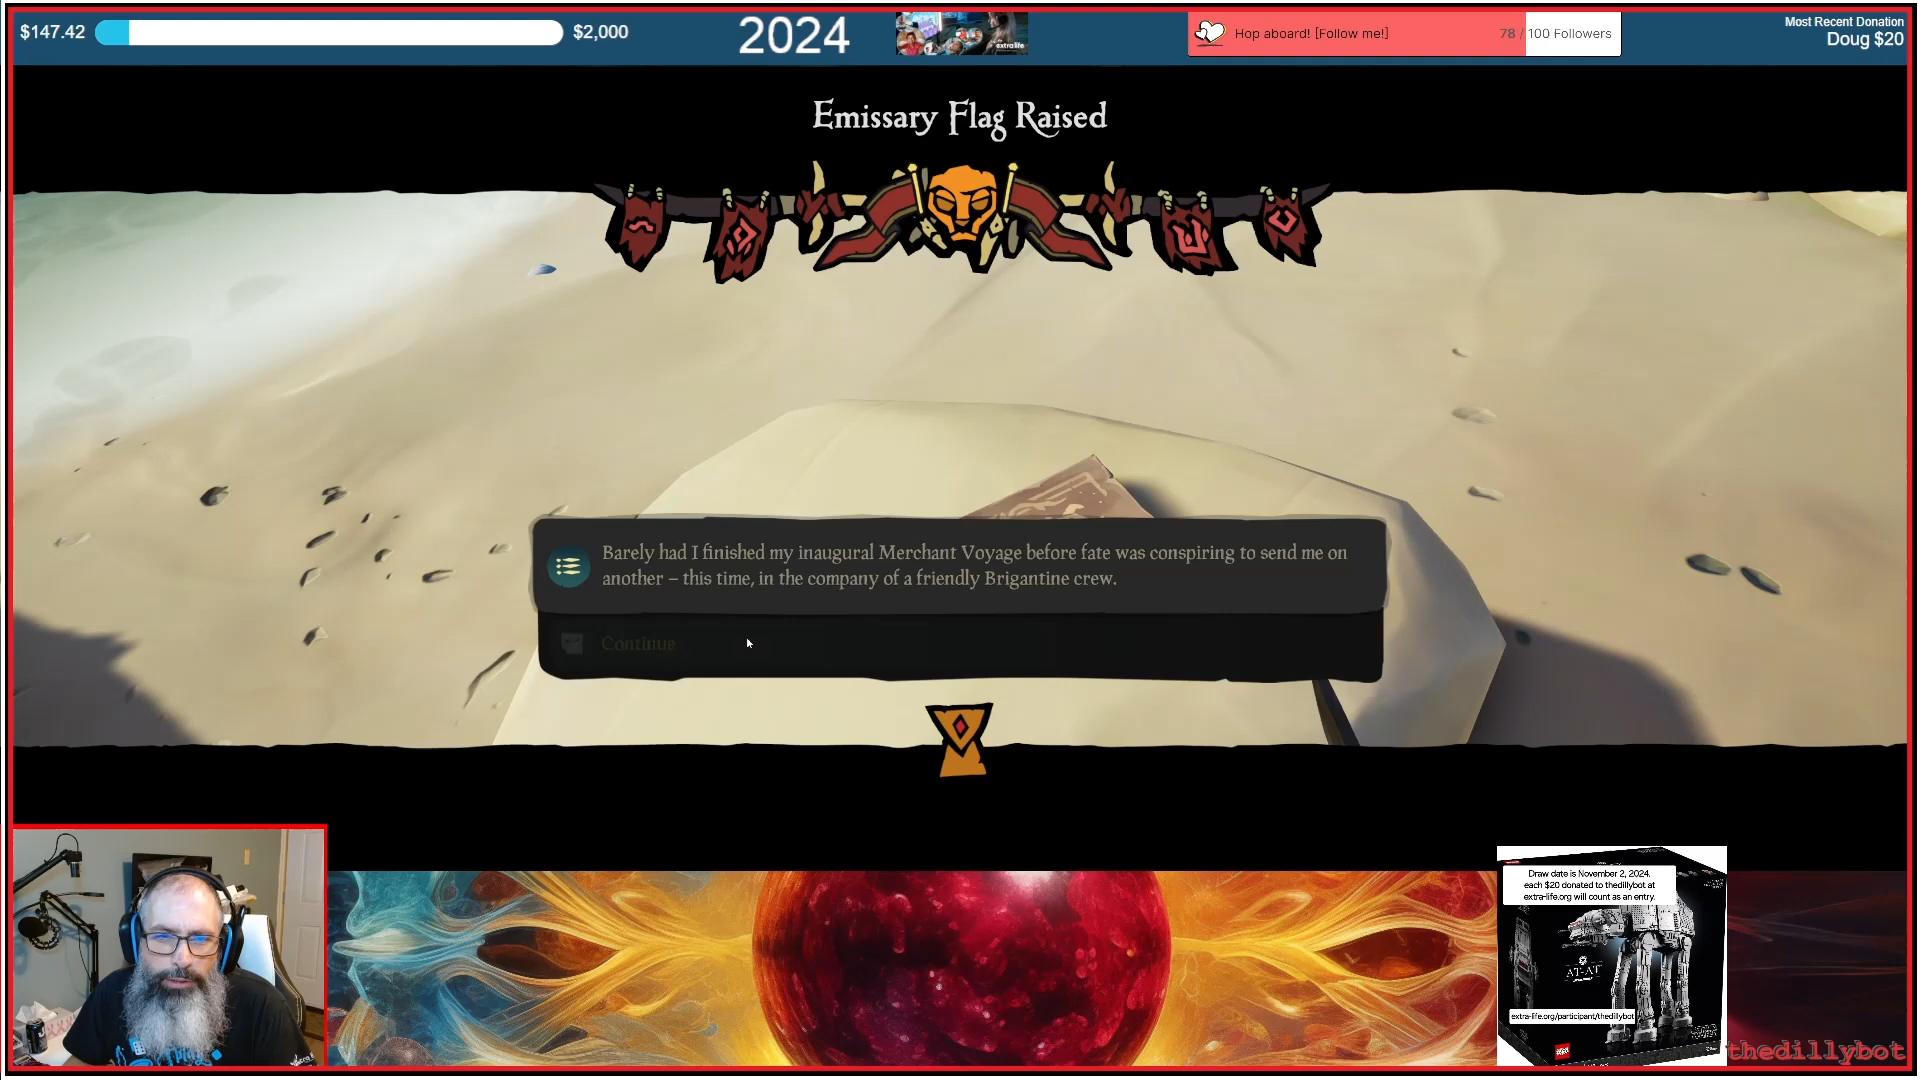 $147.42
$2,000
2024
extralife
Hop aboard! [Follow me!]
78 / 100 Followers
Most Recent Donation
Doug $20
Emissary Flag Raised
Barely had I finished my inaugural Merchant Voyage before fate was conspiring to send me on
another – this time, in the company of a friendly Brigantine crew.
Continue
Draw date is November 2, 2024.
each $20 donated to thedillybot at
extra-life.org will count as an entry.
AT-AT
extra-life.org/participant/thedillybot
LEGO
thedillybot